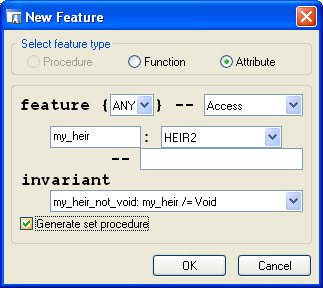 New Feature
Select feature type
Procedure Function Attribute
feature { ANY } -- Access
my_heir : HEIR2
--
invariant
my_heir_not_void: my_heir /= Void
Generate set procedure
OK Cancel